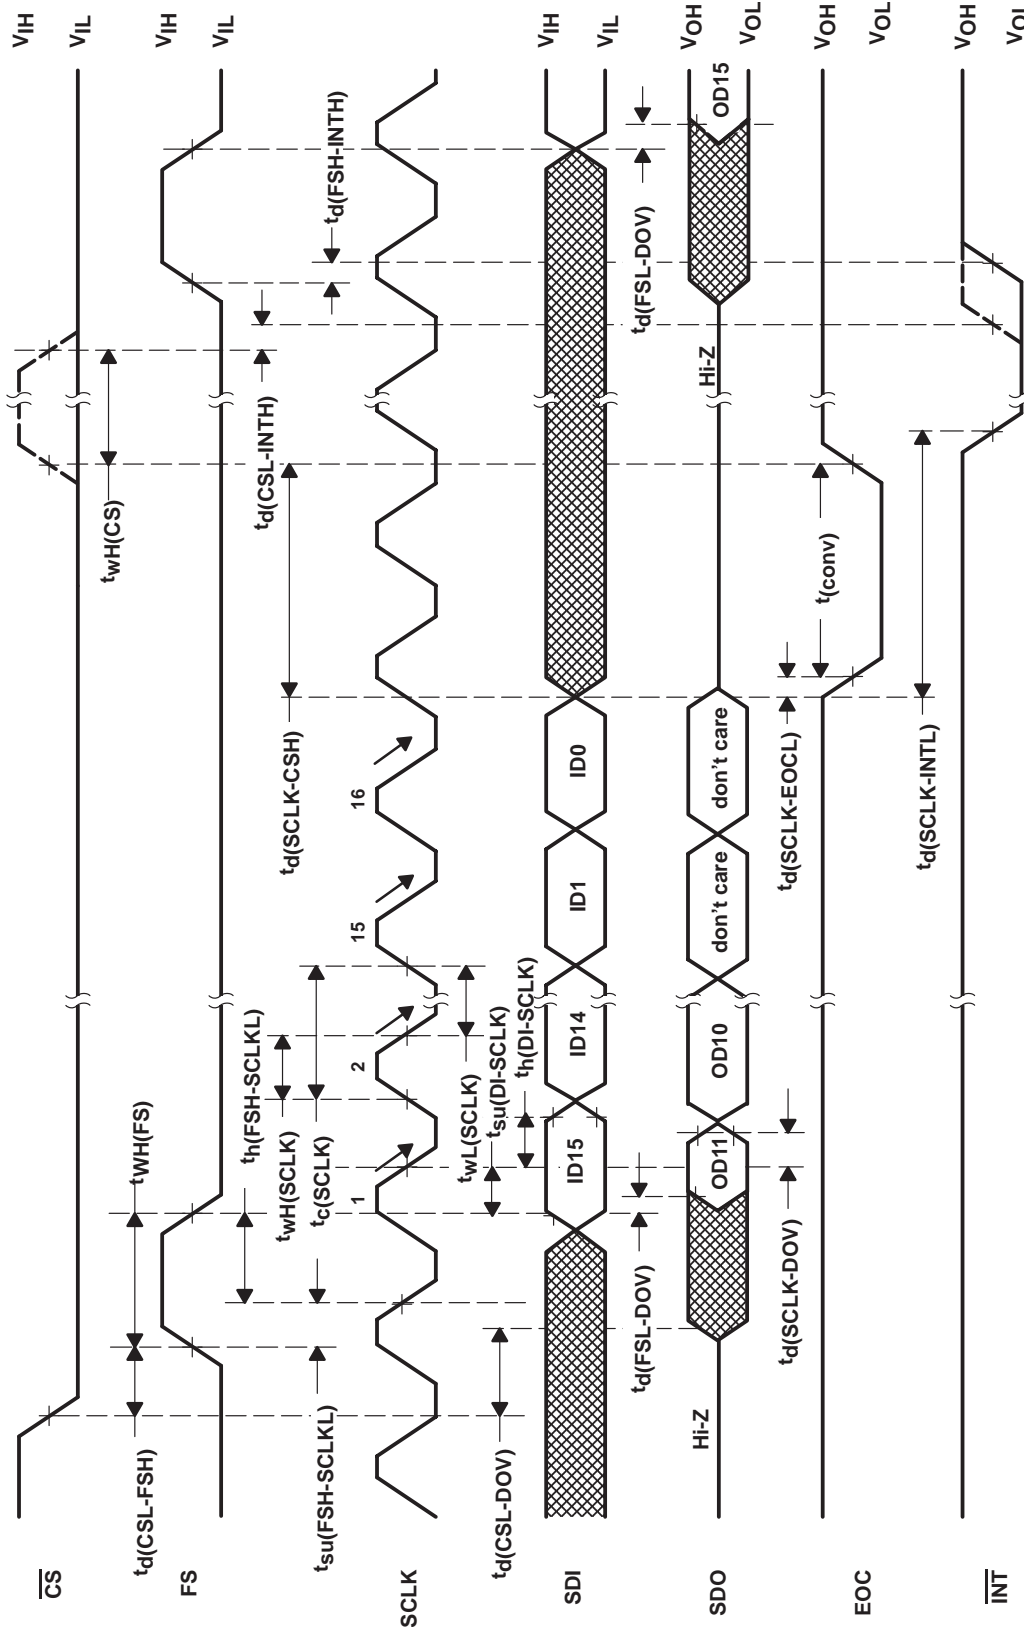 CS
VIH
VIL
twH(CS)
td(CSL-FSH)
tWH(FS)
FS
VIH
VIL
th(FSH-SCLKL)
td(CSL-INTH)
twH(SCLK)
td(SCLK-CSH)
tsu(FSH-SCLKL)
tc(SCLK)
td(FSH-INTH)
SCLK
1
2
15
16
twL(SCLK)
td(CSL-DOV)
tsu(DI-SCLK)
th(DI-SCLK)
SDI
ID15
ID14
ID1
ID0
VIH
VIL
td(FSL-DOV)
td(FSL-DOV)
SDO
Hi-Z
OD11
OD10
don't care
don't care
Hi-Z
OD15
VOH
VOL
td(SCLK-DOV)
td(SCLK-EOCL)
t(conv)
EOC
VOH
VOL
td(SCLK-INTL)
INT
VOH
VOL